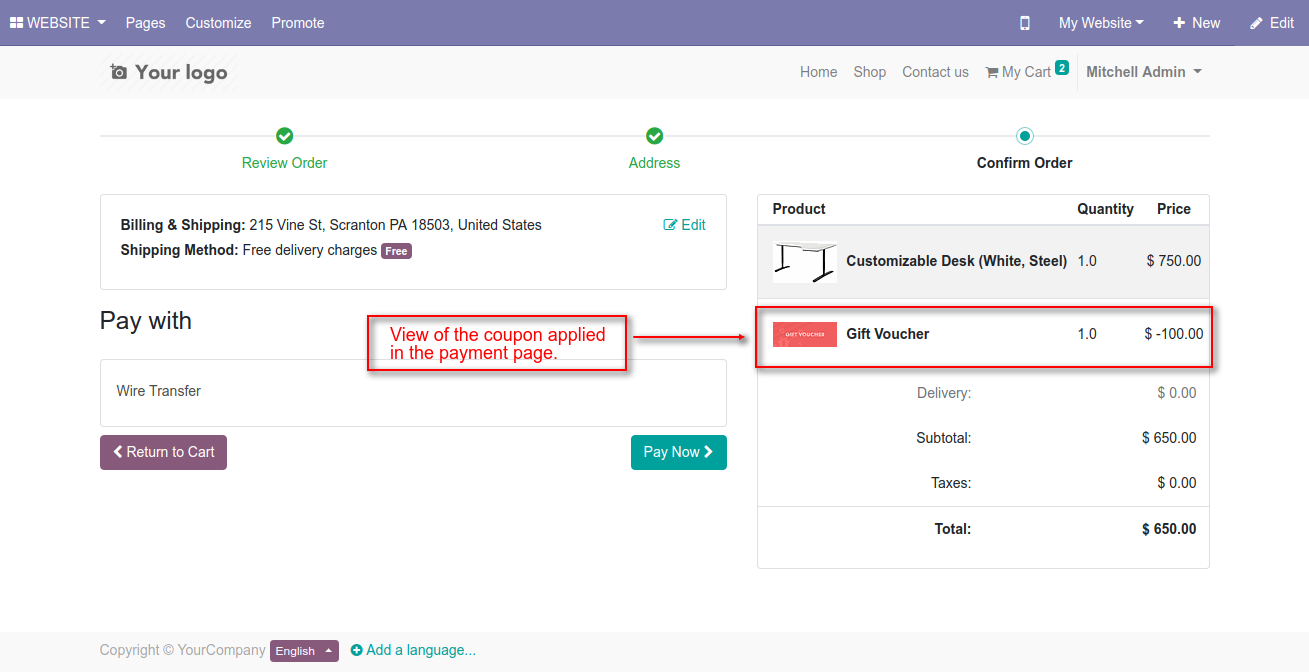 WEBSITE Pages Customize Promote My Website New Edit
Your logo Home Shop Contact us My Cart 2 Mitchell Admin
Review Order Address Confirm Order
Billing & Shipping: 215 Vine St, Scranton PA 18503, United States Edit
Shipping Method: Free delivery charges Free
Pay with
View of the coupon applied
in the payment page.
Wire Transfer
Return to Cart Pay Now
Product Quantity Price
Customizable Desk (White, Steel) 1.0 $ 750.00
GIFT VOUCHER Gift Voucher 1.0 $ -100.00
Delivery: $ 0.00
Subtotal: $ 650.00
Taxes: $ 0.00
Total: $ 650.00
Copyright © YourCompany English Add a language...